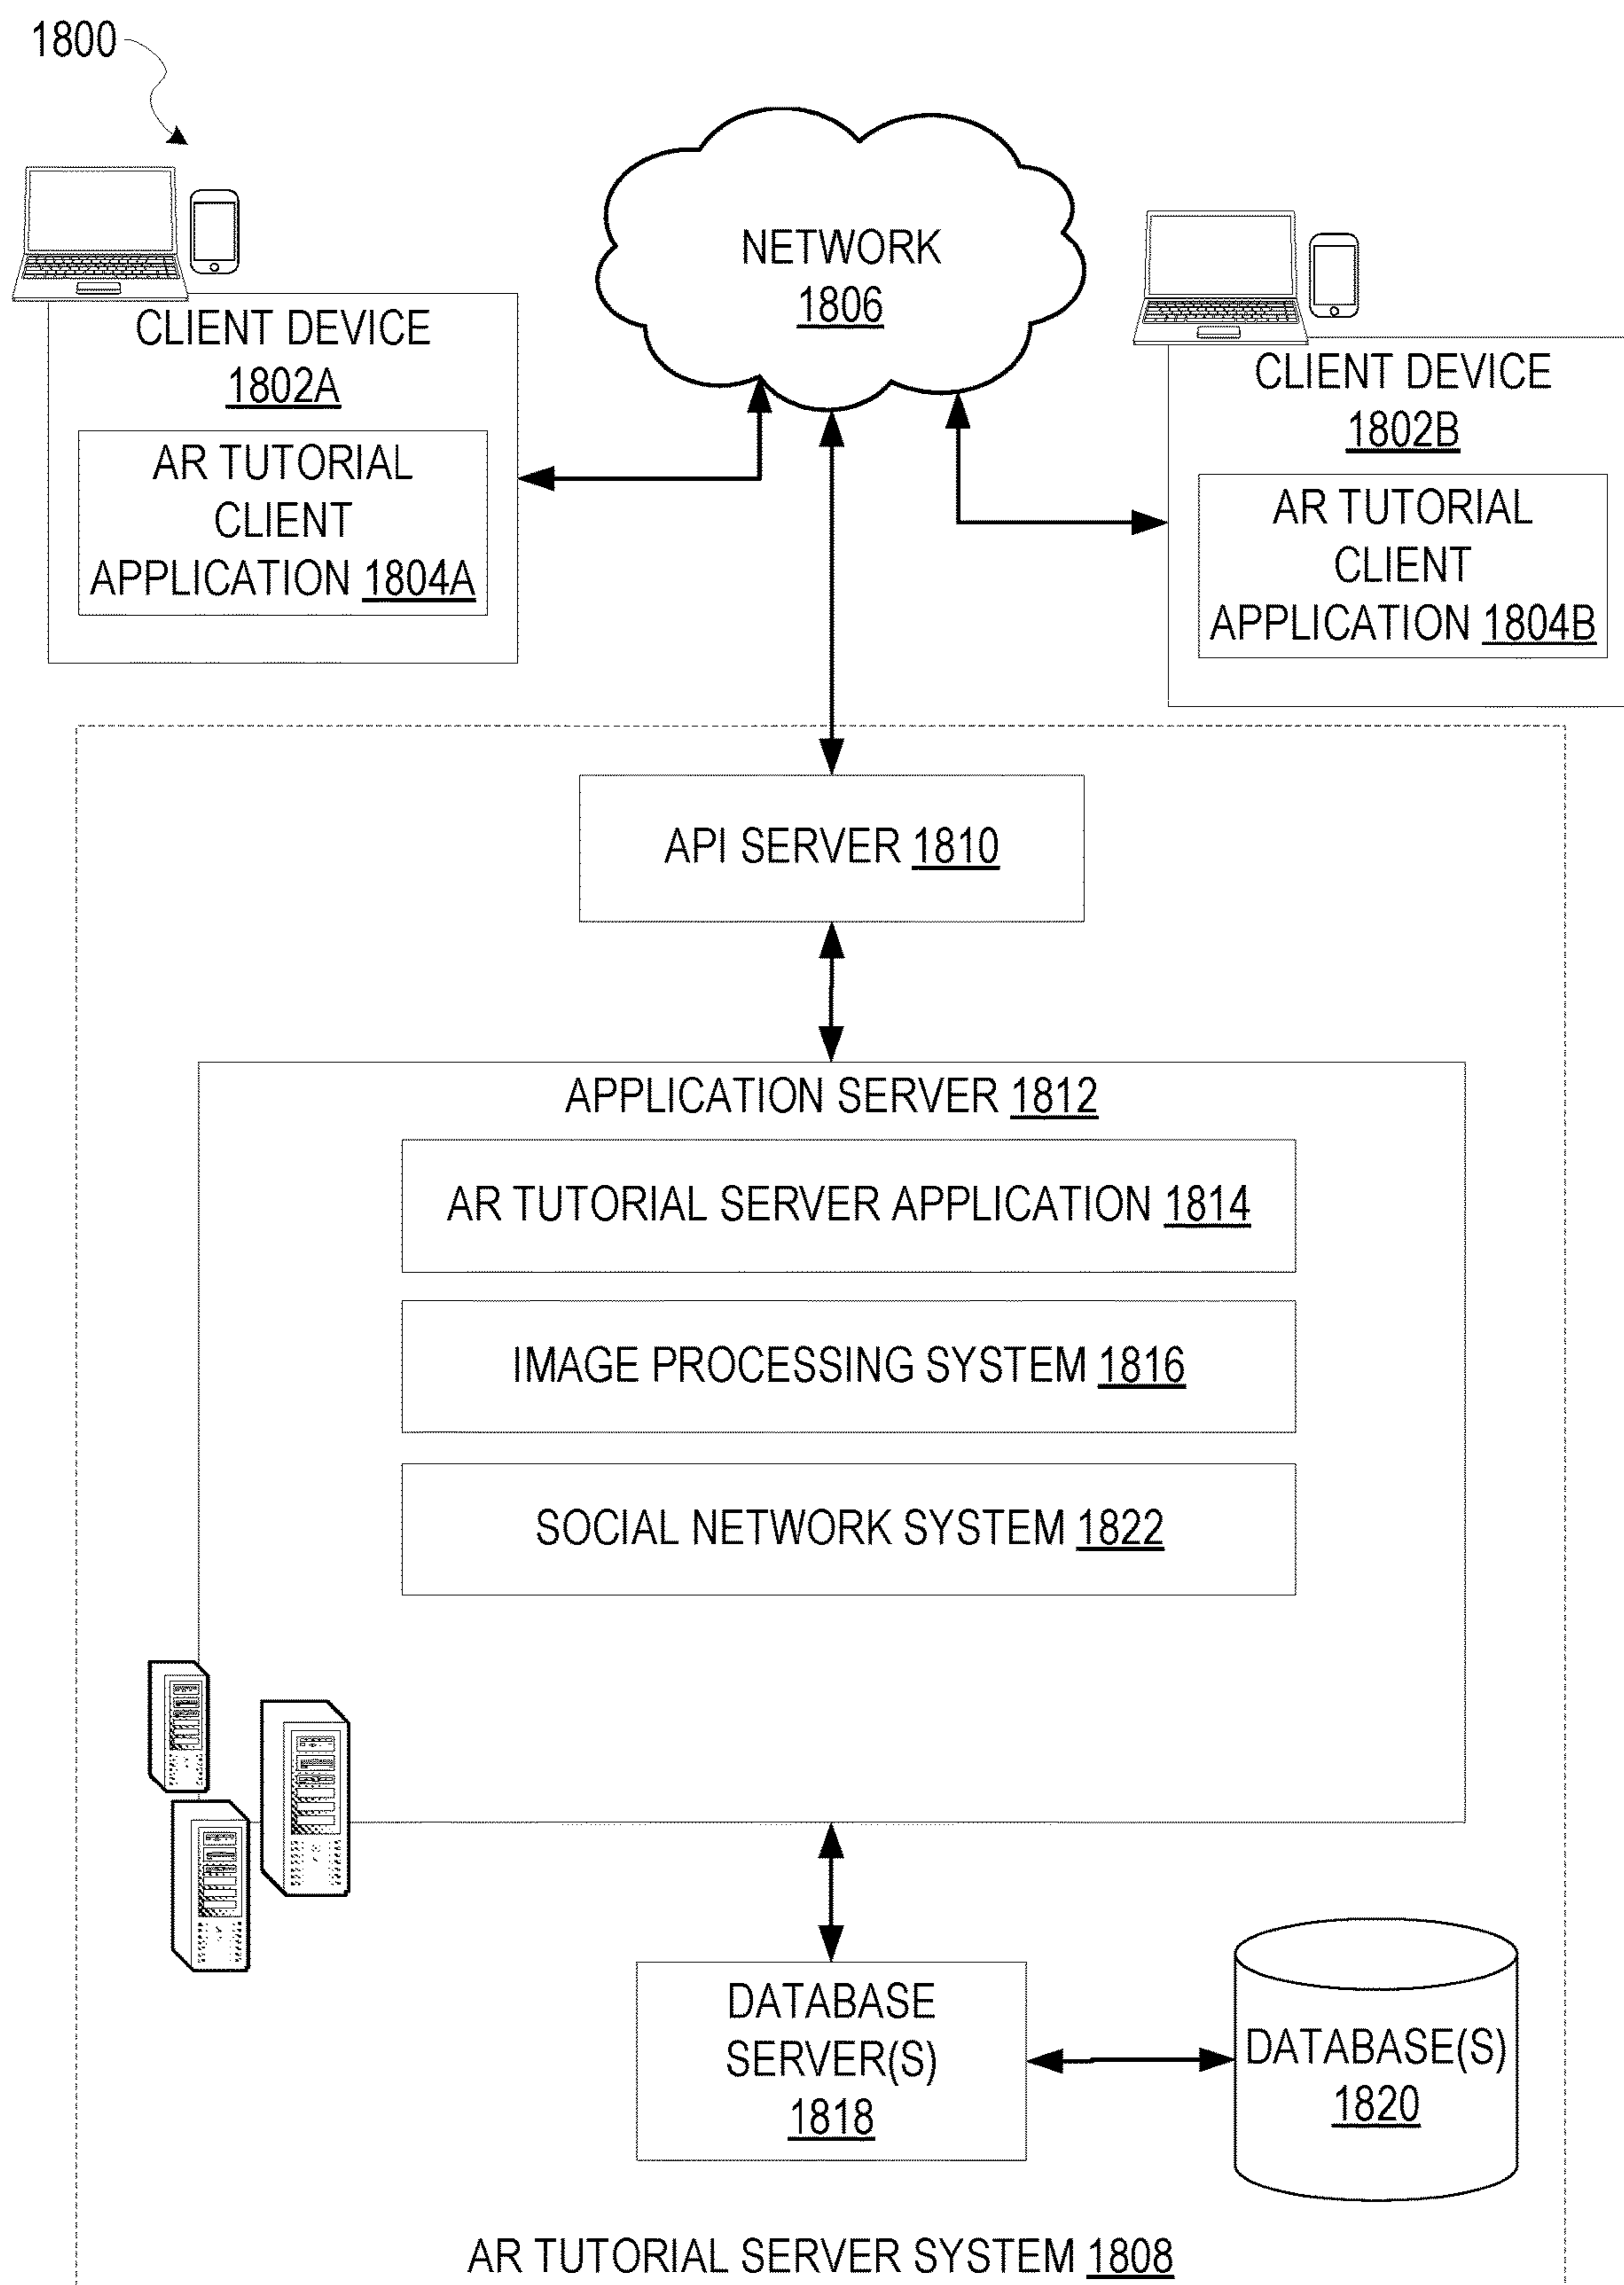 1800
NETWORK
1806
CLIENT DEVICE
1802A
AR TUTORIAL
CLIENT
APPLICATION 1804A
CLIENT DEVICE
1802B
AR TUTORIAL
CLIENT
APPLICATION 1804B
API SERVER 1810
APPLICATION SERVER 1812
AR TUTORIAL SERVER APPLICATION 1814
IMAGE PROCESSING SYSTEM 1816
SOCIAL NETWORK SYSTEM 1822
DATABASE
SERVER(S)
1818
DATABASE(S)
1820
AR TUTORIAL SERVER SYSTEM 1808